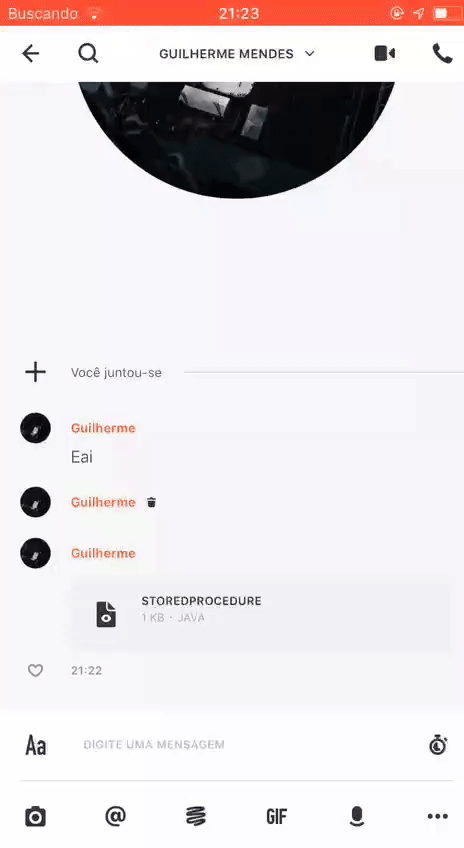 Buscando
21:23
GUILHERME MENDES
Você juntou-se
Guilherme
Eai
Guilherme
Guilherme
STOREDPROCEDURE
1 KB · JAVA
21:22
Aa
DIGITE UMA MENSAGEM
@
GIF